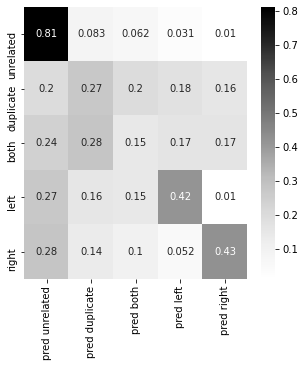 unrelated 0.81 0.083 0.062 0.031 0.01
duplicate 0.2 0.27 0.2 0.18 0.16
both 0.24 0.28 0.15 0.17 0.17
left 0.27 0.16 0.15 0.42 0.01
right 0.28 0.14 0.1 0.052 0.43
pred unrelated
pred duplicate
pred both
pred left
pred right
0.8
0.7
0.6
0.5
0.4
0.3
0.2
0.1